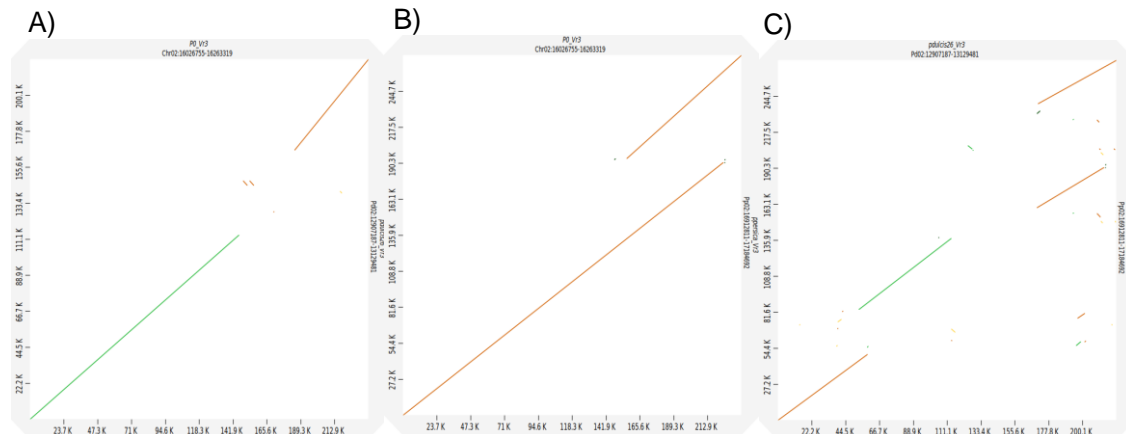 A)
P0_Vr3
Chr02:16026755-16263319
200.1 K
177.8 K
155.6 K
133.4 K
111.1 K
88.9 K
66.7 K
44.5 K
22.2 K
23.7 K
47.3 K
71 K
94.6 K
118.3 K
141.9 K
165.6 K
189.3 K
212.9 K
Pd02:12907187-13129481
B)
P0_Vr3
Chr02:16026755-16263319
244.7 K
217.5 K
190.3 K
163.1 K
135.9 K
108.8 K
81.6 K
54.4 K
27.2 K
23.7 K
47.3 K
71 K
94.6 K
118.3 K
141.9 K
165.6 K
189.3 K
212.9 K
ppersica_Vr3
C)
pdulcis26_Vr3
Pd02:12907187-13129481
244.7 K
217.5 K
190.3 K
163.1 K
135.9 K
108.8 K
81.6 K
54.4 K
27.2 K
22.2 K
44.5 K
66.7 K
88.9 K
111.1 K
133.4 K
155.6 K
177.8 K
200.1 K
ppersica_Vr3